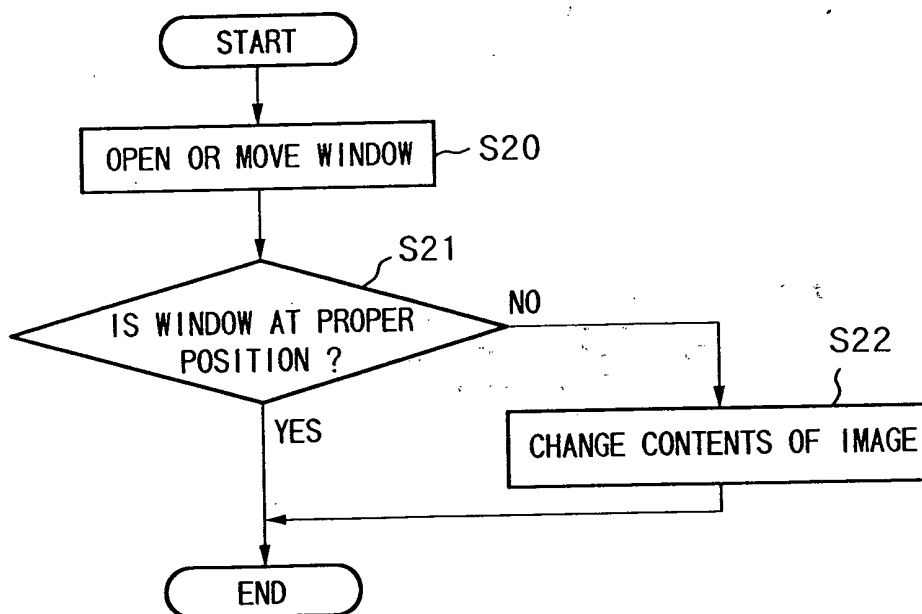 START
OPEN OR MOVE WINDOW
S20
S21
IS WINDOW AT PROPER
POSITION ?
NO
S22
YES
CHANGE CONTENTS OF IMAGE
END